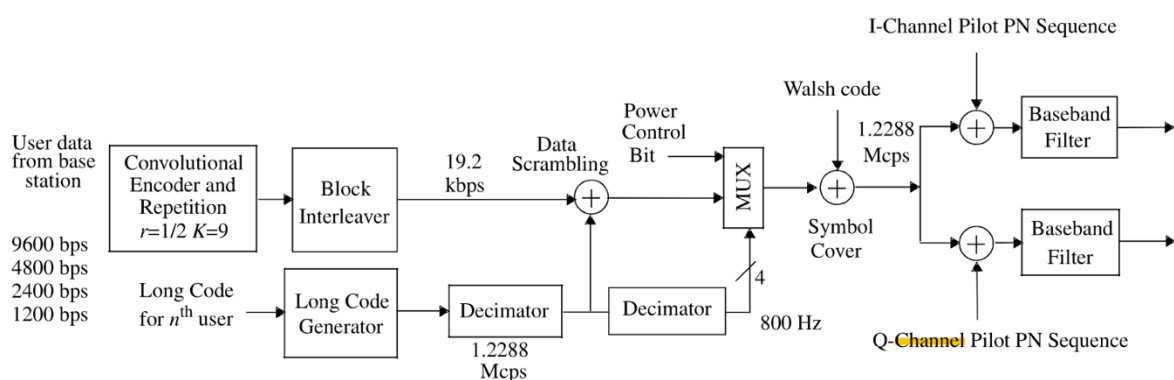 I-Channel Pilot PN Sequence
Walsh code
1.2288
Mcps
Baseband
Filter
Power
Control
Bit
User data
from base
station
Convolutional
Encoder and
Repetition
r=1/2 K=9
Block
Interleaver
19.2
kbps
Data
Scrambling
MUX
Symbol
Cover
Baseband
Filter
9600 bps
4800 bps
2400 bps
1200 bps
Long Code
for nth user
Long Code
Generator
Decimator
1.2288
Mcps
Decimator
4
800 Hz
Q-Channel Pilot PN Sequence